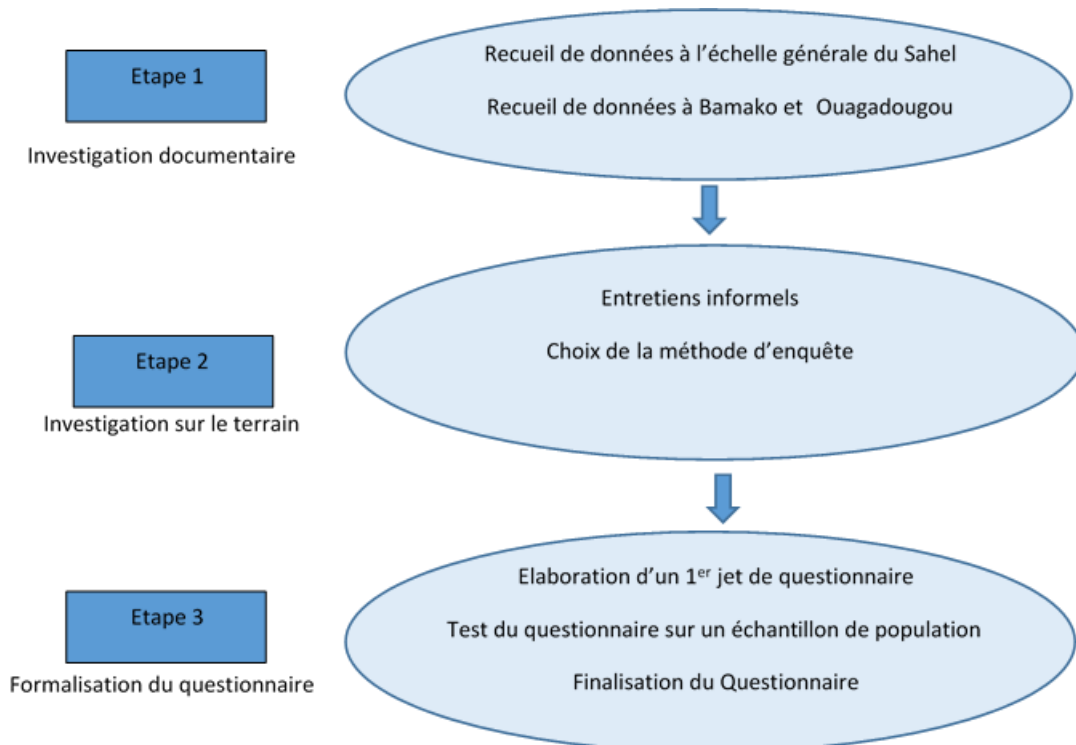 Etape 1
Investigation documentaire
Recueil de données à l'échelle générale du Sahel
Recueil de données à Bamako et Ouagadougou
Etape 2
Investigation sur le terrain
Entretiens informels
Choix de la méthode d'enquête
Etape 3
Formalisation du questionnaire
Elaboration d'un 1er jet de questionnaire
Test du questionnaire sur un échantillon de population
Finalisation du Questionnaire